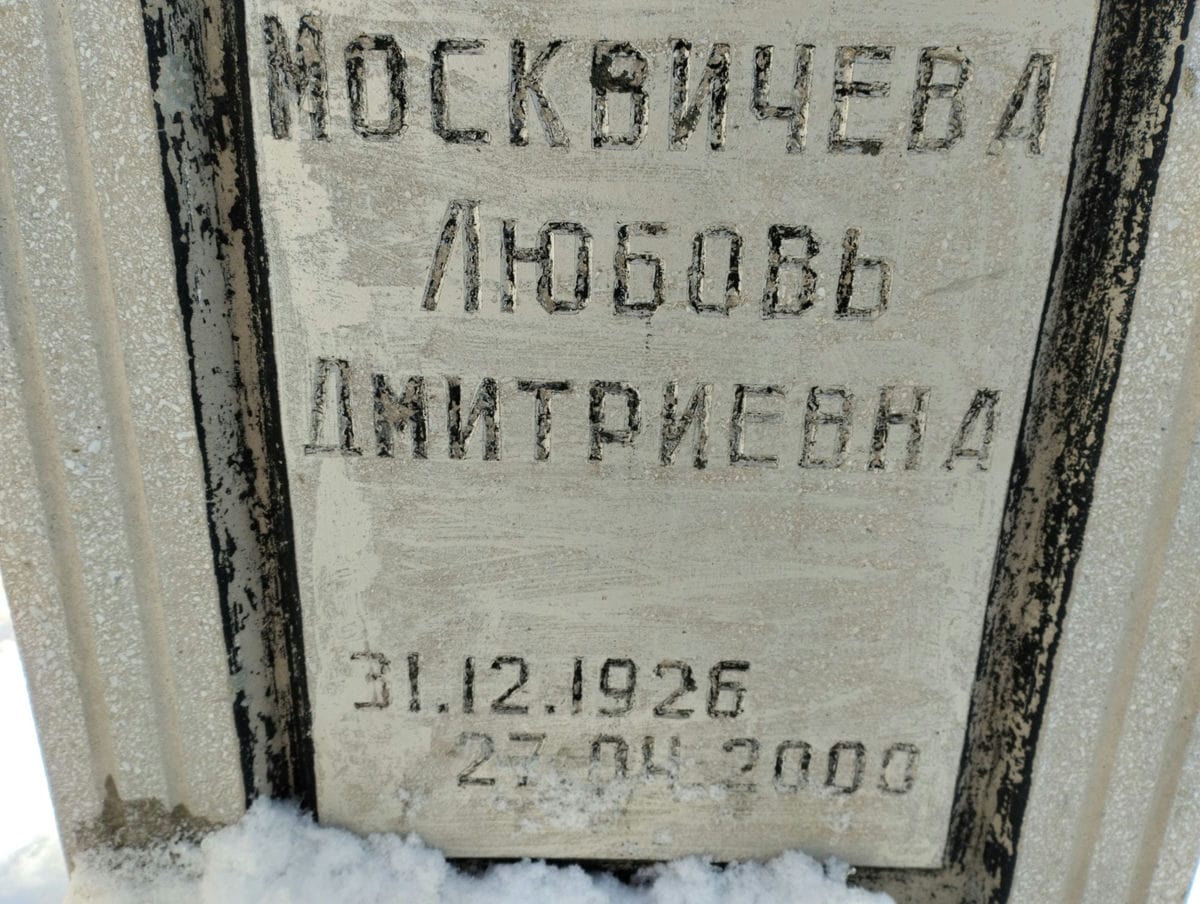 МОСКВИЧЕВА
ЛЮБОВЬ
ДМИТРИЕВНА
31.12.1926
27.04.2000